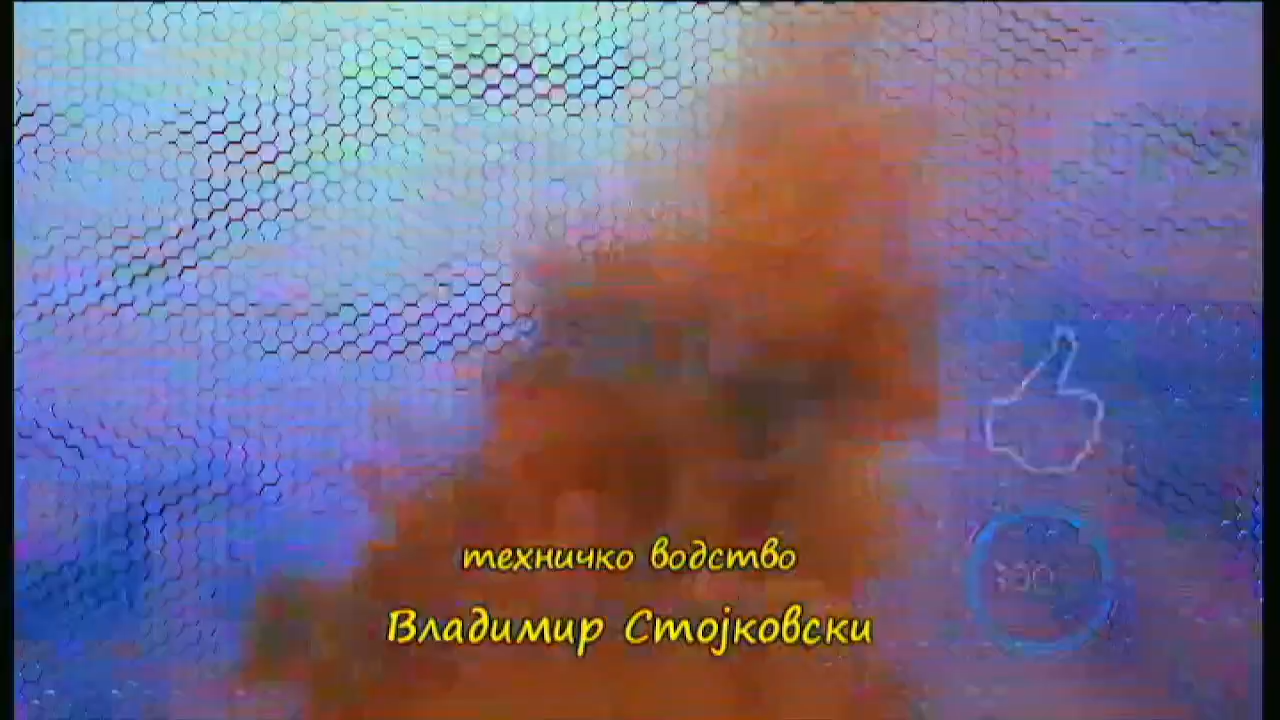 техничко водство
Владимир Стојковски